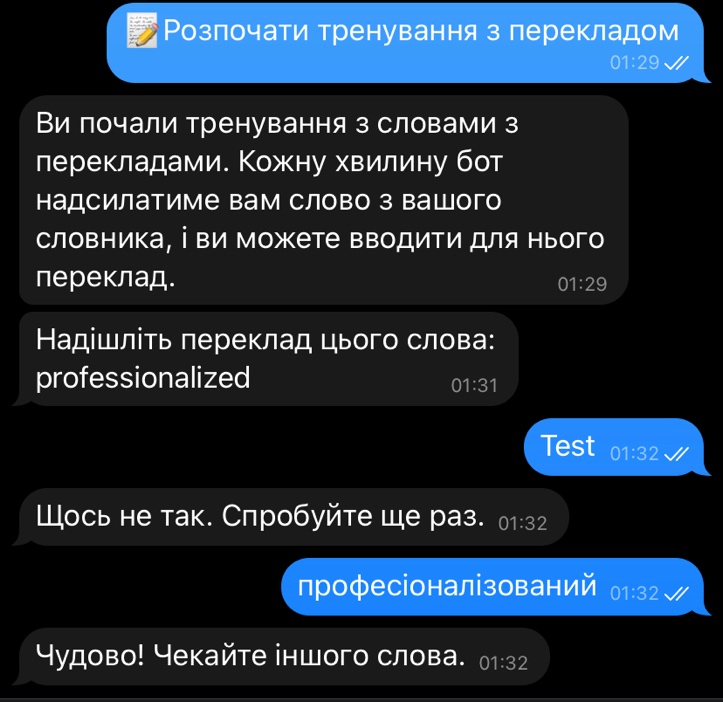 📝Розпочати тренування з перекладом
01:29
Ви почали тренування з словами з
перекладами. Кожну хвилину бот
надсилатиме вам слово з вашого
словника, і ви можете вводити для нього
переклад.
01:29
Надішліть переклад цього слова:
professionalized
01:31
Test 01:32
Щось не так. Спробуйте ще раз. 01:32
професіоналізований 01:32
Чудово! Чекайте іншого слова. 01:32